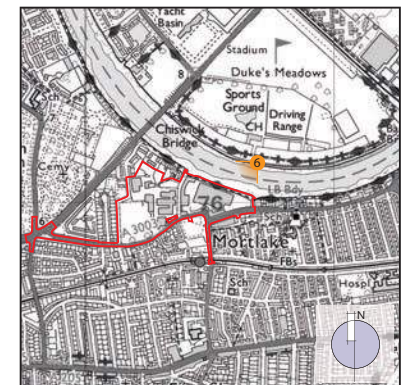 Yacht
Basin
Stadium
Duke's Meadows
8
Sports
Ground
CH
Driving
Range
Chiswick
Bridge
Sch
Cemy
6
LB Bdy
76
A 3003
Sch
Mortlake
FBs
Sch
Hospl
N